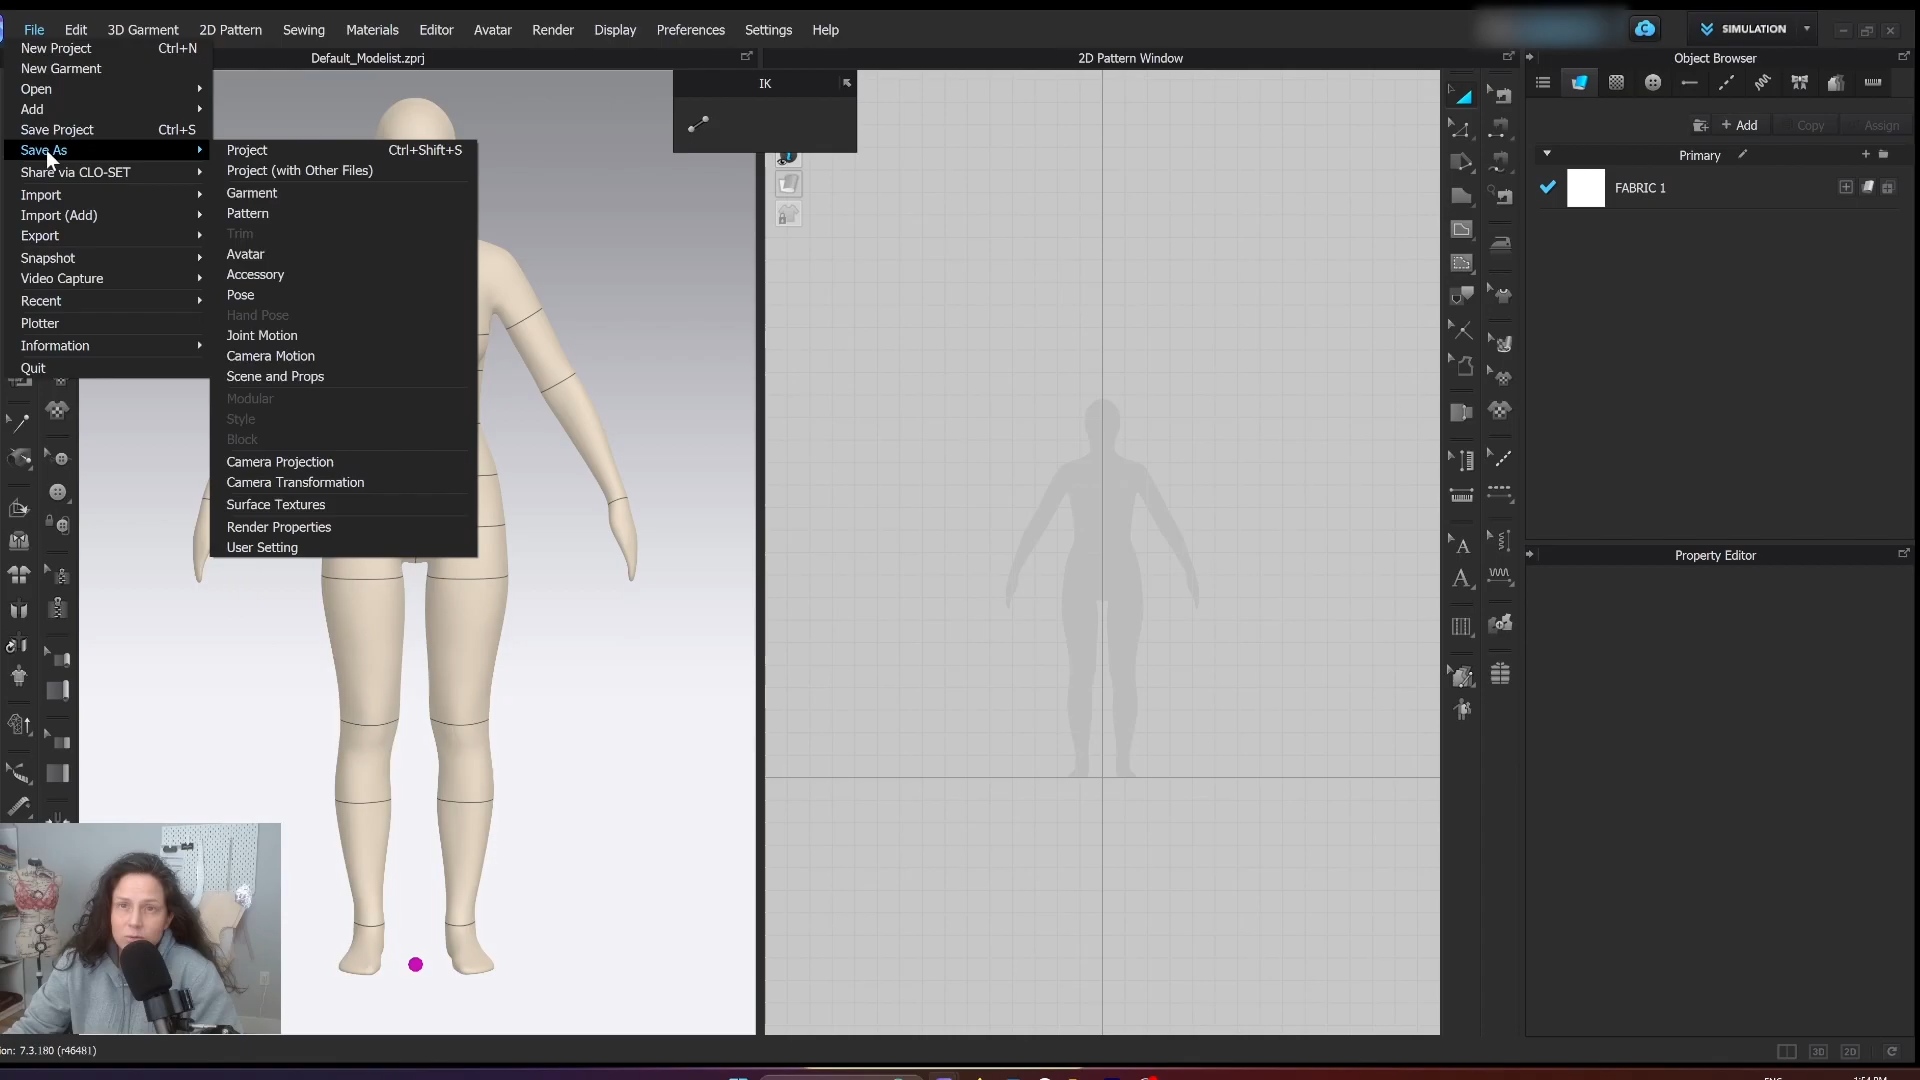 File Edit 3D Garment 2D Pattern Sewing Materials Editor Avatar Render Display Preferences Settings Help
SIMULATION
Default_Modelist.zprj
2D Pattern Window
Object Browser
New Project Ctrl+N
New Garment
Open
Add
Save Project Ctrl+S
Save As
Share via CLO-SET
Import
Import (Add)
Export
Snapshot
Video Capture
Recent
Plotter
Information
Quit
Project Ctrl+Shift+S
Project (with Other Files)
Garment
Pattern
Trim
Avatar
Accessory
Pose
Hand Pose
Joint Motion
Camera Motion
Scene and Props
Modular
Style
Block
Camera Projection
Camera Transformation
Surface Textures
Render Properties
User Setting
IK
+ Add Copy Assign
Primary
FABRIC 1
Property Editor
A
A
ion: 7.3.180 (r46481)
3D 2D